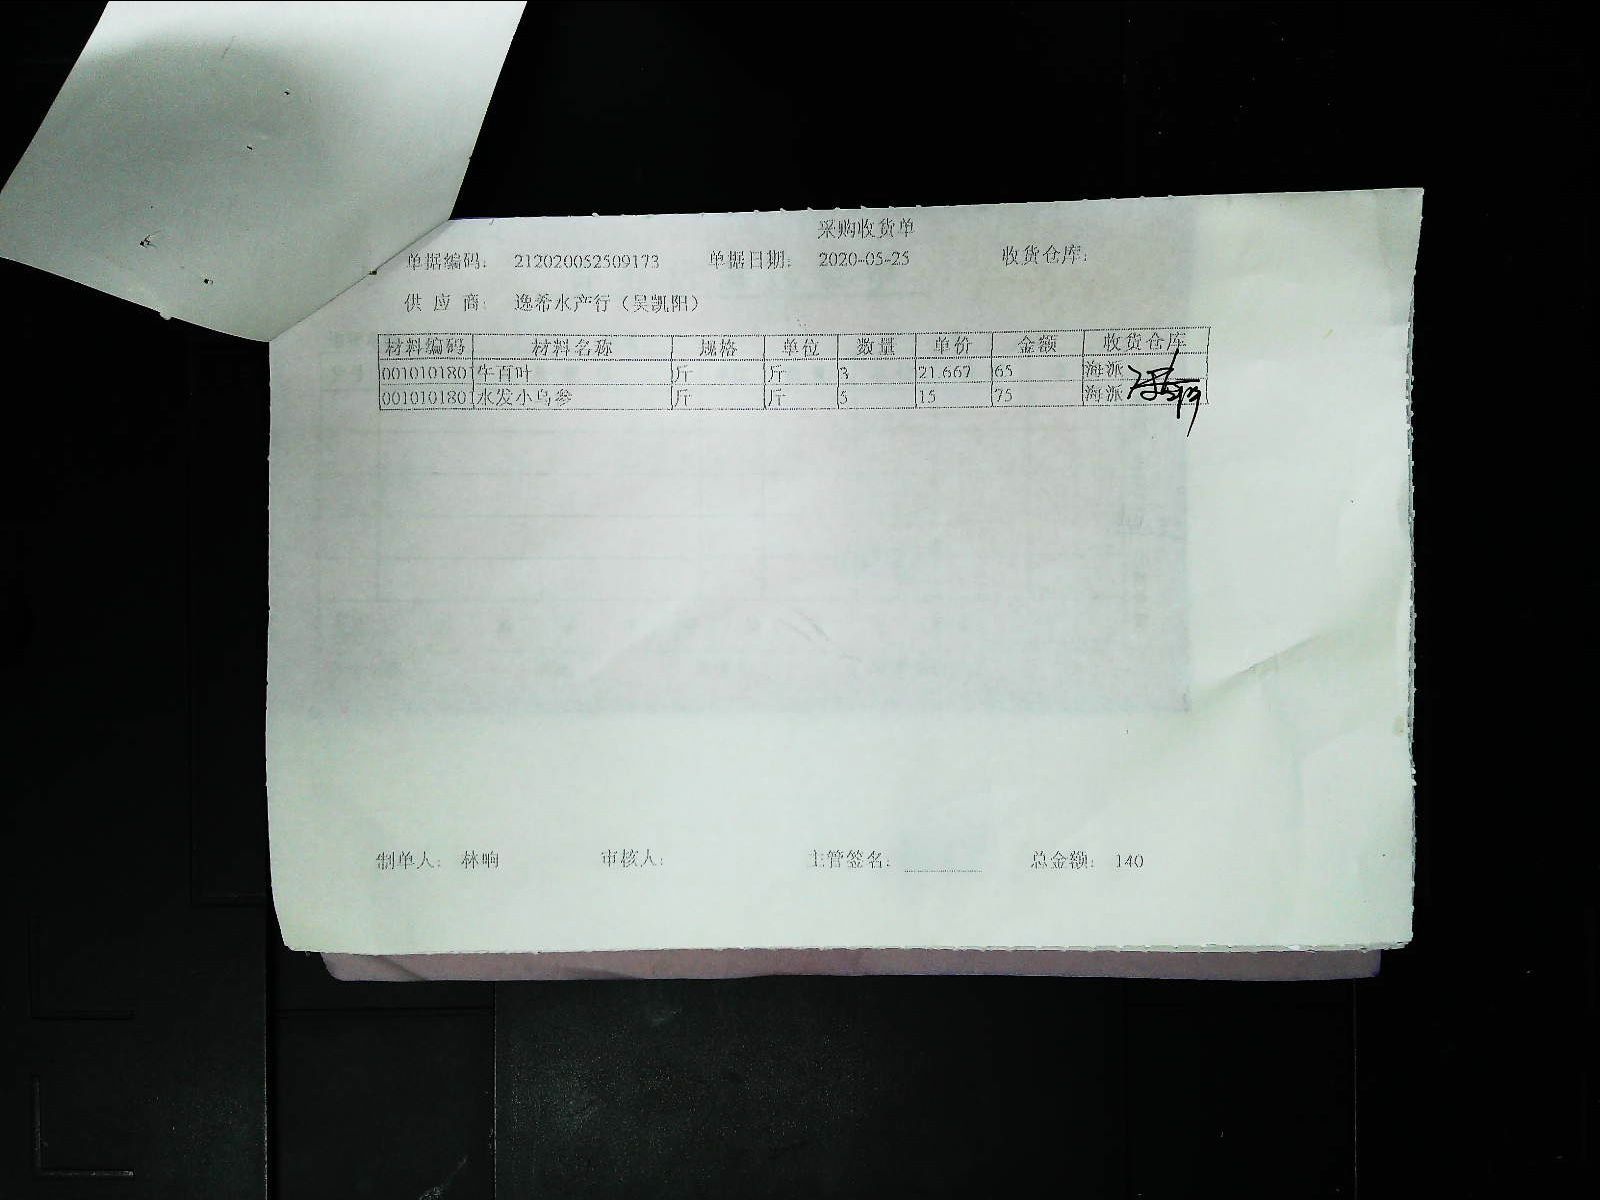 采购收货单
单据编码： 212020052509173 单据日期： 2020-05-25 收货仓库：
供 应 商： 逸希水产行（吴凯阳）
材料编码 材料名称 规格 单位 数量 单价 金额 收货仓库
001010180 牛百叶 斤 斤 3 21.667 65 海派
001010180 水发小乌参 斤 斤 5 15 75 海派
制单人： 林晌 审核人： 主管签名： 总金额： 140